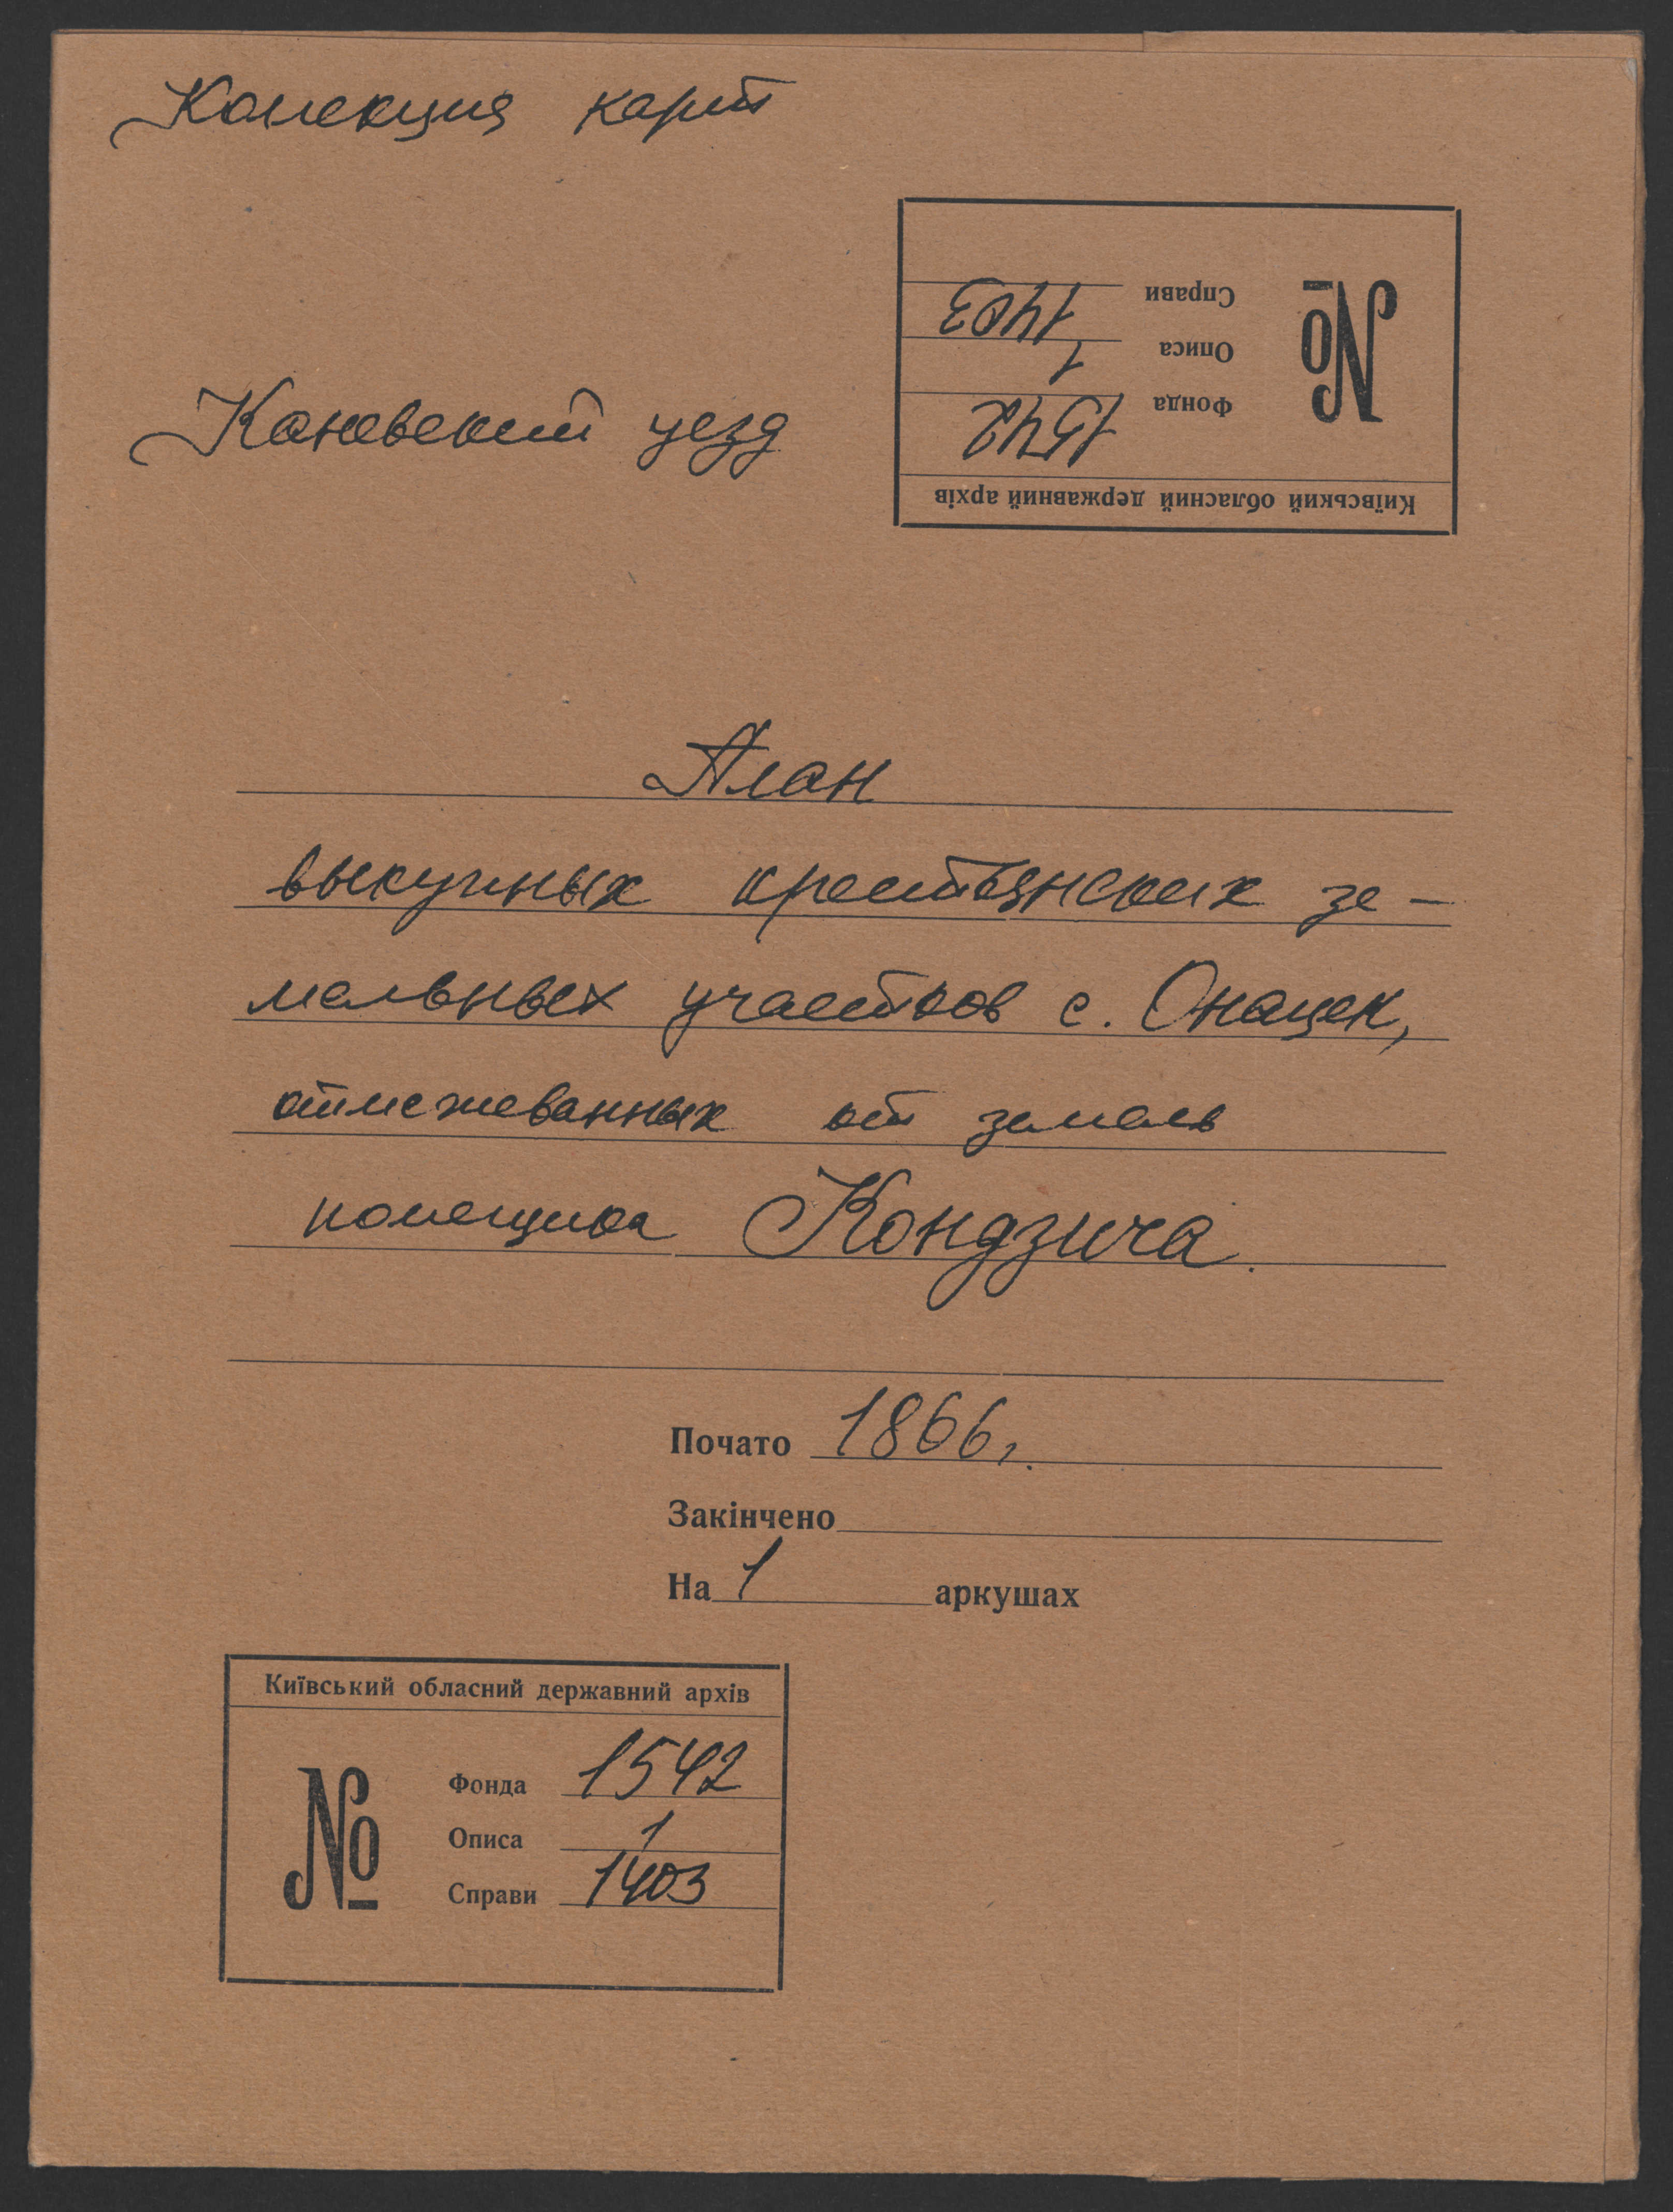 Колекция карт
Справи 1403
Описа 1
Фонда 1542
№
Київський обласний державний архів
Каневский уезд
План
выкупных крестьянских зе-
мельных участков с. Онацек,
отмежеванных от земель
помещика Кондзича.
Почато 1866г.
Закінчено
На 1 аркушах
Київський обласний державний архів
№
Фонда 1542
Описа 1
Справи 1403